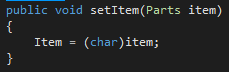 public void setItem(Parts item)
{
    Item = (char)item;
}